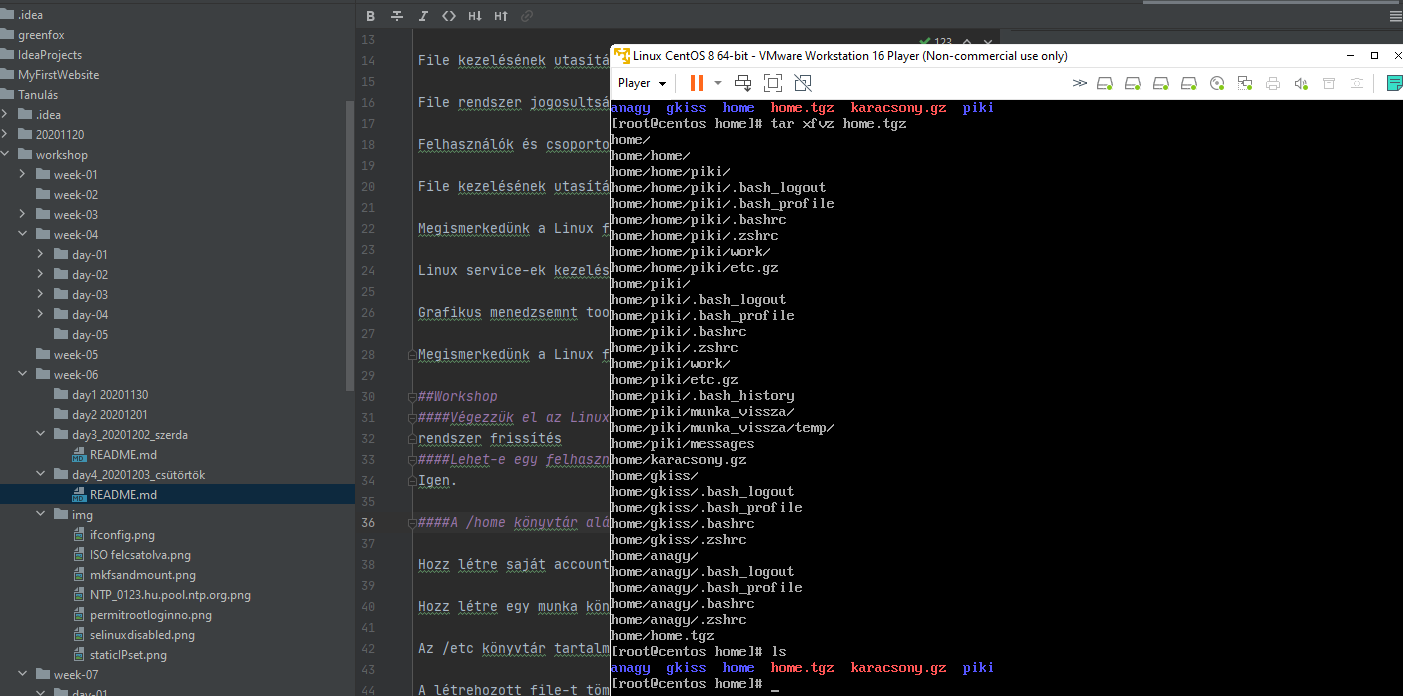 .idea
greenfox
IdeaProjects
MyFirstWebsite
Tanulás
.idea
20201120
workshop
week-01
week-02
week-03
week-04
day-01
day-02
day-03
day-04
day-05
week-05
week-06
day1 20201130
day2 20201201
day3_20201202_szerda
README.md
day4_20201203_csütörtök
README.md
img
ifconfig.png
ISO felcsatolva.png
mkfsandmount.png
NTP_0123.hu.pool.ntp.org.png
permitrootloginno.png
selinuxdisabled.png
staticIPset.png
week-07
day-01
B I <> H↓ H↑
123
13
14 File kezelésének utasítá
15
16 File rendszer jogosultsá
17
18 Felhasználók és csoporto
19
20 File kezelésének utasítá
21
22 Megismerkedünk a Linux f
23
24 Linux service-ek kezelés
25
26 Grafikus menedzsemnt too
27
28 Megismerkedünk a Linux f
29
30 ##Workshop
31 ####Végezzük el az Linux
32 rendszer frissítés
33 ####Lehet-e egy felhaszn
34 Igen.
35
36 ####A /home könyvtár alá
37
38 Hozz létre saját account
39
40 Hozz létre egy munka kön
41
42 Az /etc könyvtár tartalm
43
44 A létrehozott file-t töm
Linux CentOS 8 64-bit - VMware Workstation 16 Player (Non-commercial use only)
Player
anagy gkiss home home.tgz karacsony.gz piki
[root@centos home]# tar xfvz home.tgz
home/
home/home/
home/home/piki/
home/home/piki/.bash_logout
home/home/piki/.bash_profile
home/home/piki/.bashrc
home/home/piki/.zshrc
home/home/piki/work/
home/home/piki/etc.gz
home/piki/
home/piki/.bash_logout
home/piki/.bash_profile
home/piki/.bashrc
home/piki/.zshrc
home/piki/work/
home/piki/etc.gz
home/piki/.bash_history
home/piki/munka_vissza/
home/piki/munka_vissza/temp/
home/piki/messages
home/karacsony.gz
home/gkiss/
home/gkiss/.bash_logout
home/gkiss/.bash_profile
home/gkiss/.bashrc
home/gkiss/.zshrc
home/anagy/
home/anagy/.bash_logout
home/anagy/.bash_profile
home/anagy/.bashrc
home/anagy/.zshrc
home/home.tgz
[root@centos home]# ls
anagy gkiss home home.tgz karacsony.gz piki
[root@centos home]# _